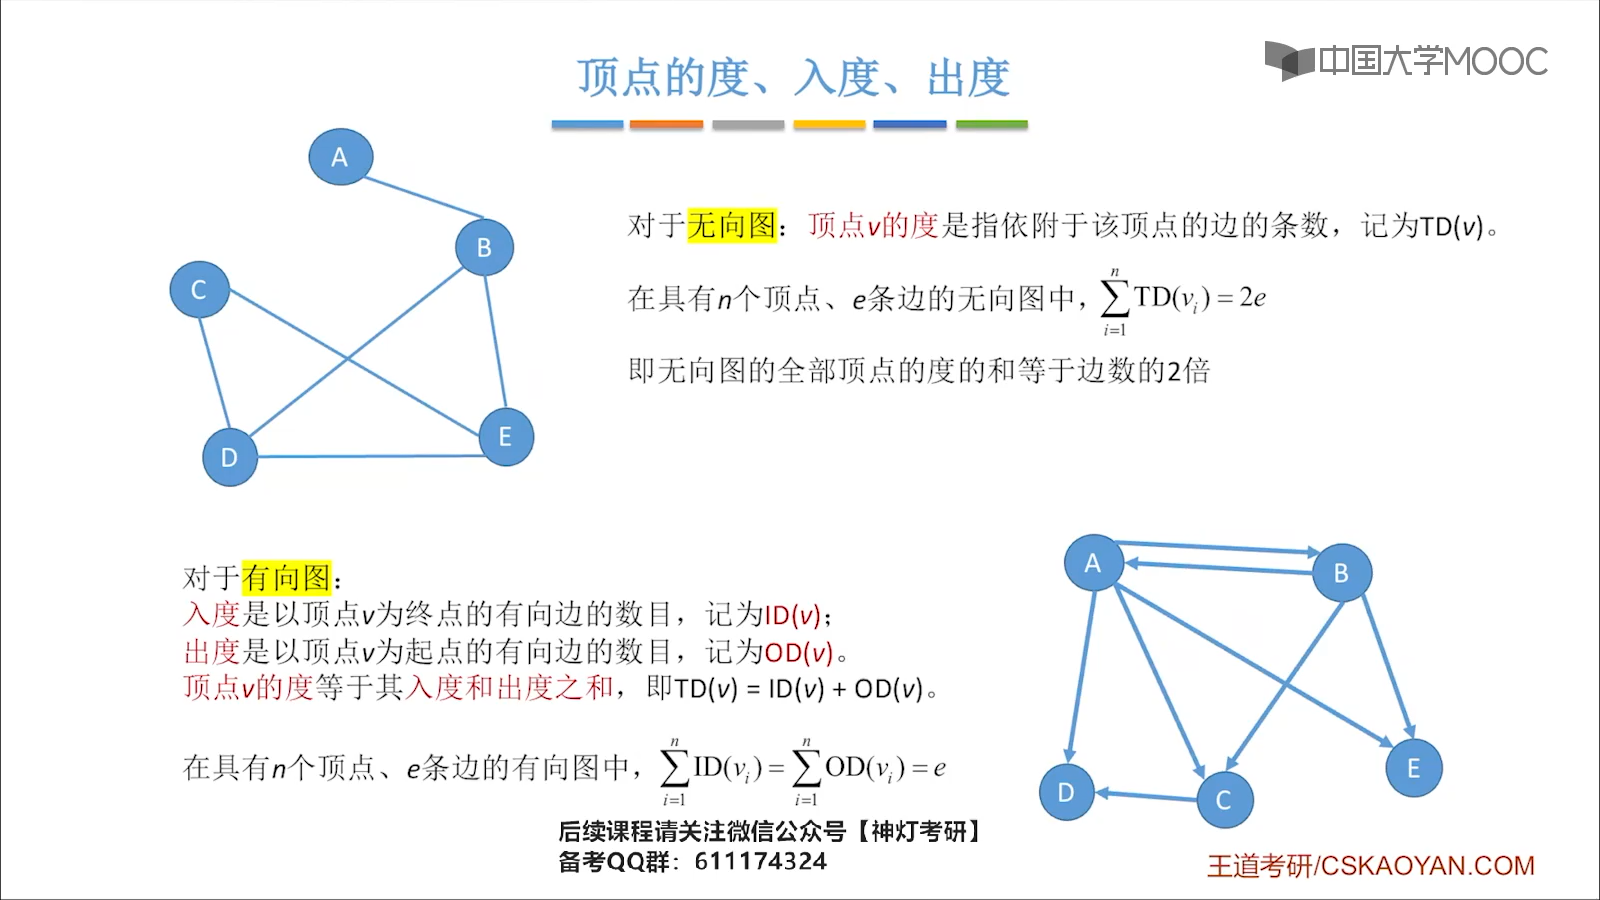 中国大学MOOC
顶点的度、入度、出度
A
B
C
D
E
对于无向图：顶点v的度是指依附于该顶点的边的条数，记为TD(v)。
在具有n个顶点、e条边的无向图中，$\sum_{i=1}^{n} \mathrm{TD}(v_i) = 2e$
即无向图的全部顶点的度的和等于边数的2倍
对于有向图：
入度是以顶点v为终点的有向边的数目，记为ID(v)；
出度是以顶点v为起点的有向边的数目，记为OD(v)。
顶点v的度等于其入度和出度之和，即TD(v) = ID(v) + OD(v)。
在具有n个顶点、e条边的有向图中，$\sum_{i=1}^{n} \mathrm{ID}(v_i) = \sum_{i=1}^{n} \mathrm{OD}(v_i) = e$
A
B
E
D
C
后续课程请关注微信公众号【神灯考研】
备考QQ群：611174324
王道考研/CSKAOYAN.COM